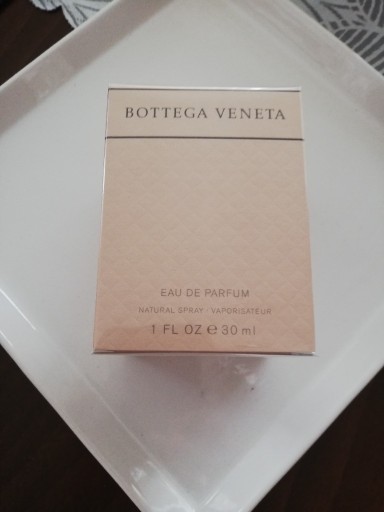 BOTTEGA VENETA
EAU DE PARFUM
NATURAL SPRAY · VAPORISATEUR
1 FL OZ ℮ 30 ml